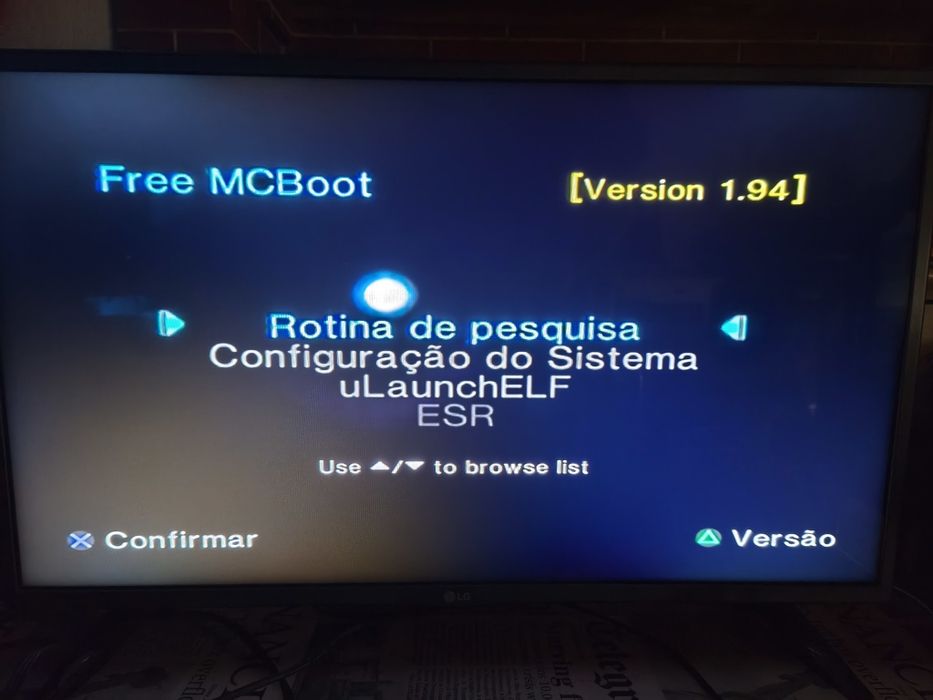 Free MCBoot
[Version 1.94]
Rotina de pesquisa
Configuração do Sistema
uLaunchELF
ESR
Use ▲/▼ to browse list
Confirmar
Versão
LG